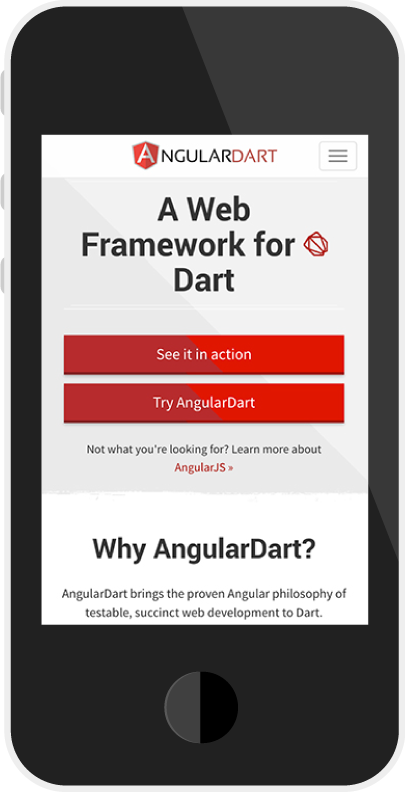 ANGULARDART
A Web
Framework for
Dart
See it in action
Try AngularDart
Not what you're looking for? Learn more about
AngularJS »
Why AngularDart?
AngularDart brings the proven Angular philosophy of
testable, succinct web development to Dart.